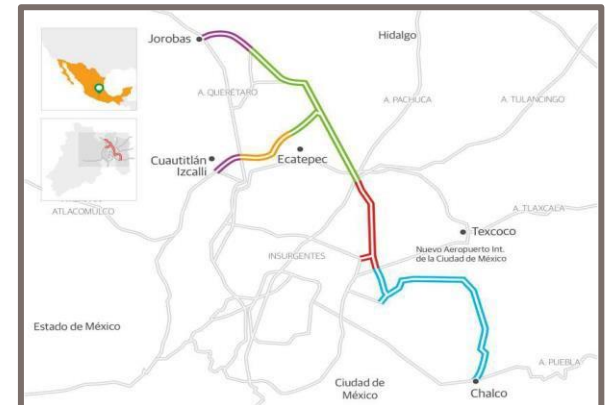 Jorobas
Hidalgo
A. QUERÉTARO
A. PACHUCA
A. TULANCINGO
Cuautitlán
Izcalli
Ecatepec
ATLACOMULCO
A. TLAXCALA
Texcoco
Nuevo Aeropuerto Int.
de la Ciudad de México
INSURGENTES
Estado de México
A. PUEBLA
Ciudad de
México
Chalco